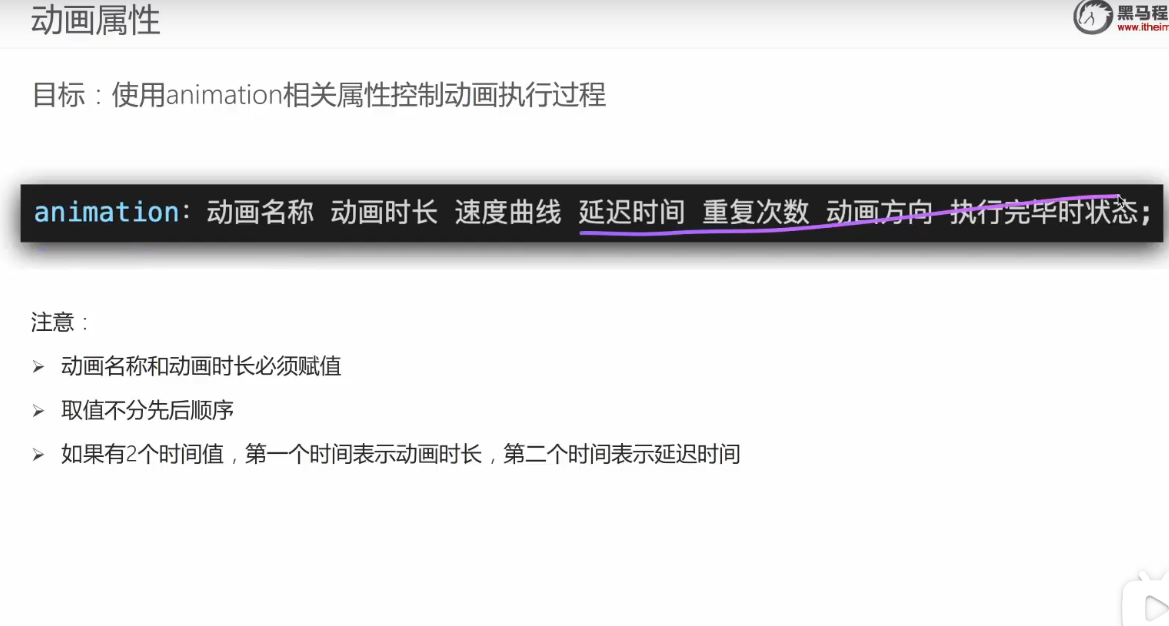 动画属性
黑马程
www.itheim
目标：使用animation相关属性控制动画执行过程
animation: 动画名称 动画时长 速度曲线 延迟时间 重复次数 动画方向 执行完毕时状态;
注意：
➢ 动画名称和动画时长必须赋值
➢ 取值不分先后顺序
➢ 如果有2个时间值，第一个时间表示动画时长，第二个时间表示延迟时间